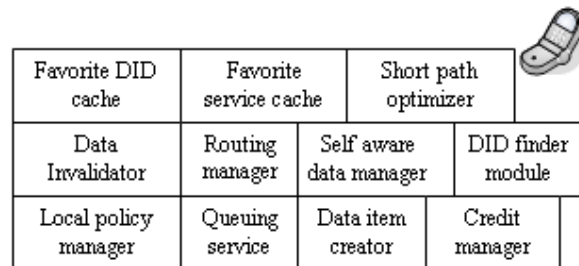 Favorite DID Favorite Short path
cache service cache optimizer
Data Routing Self aware DID finder
Invalidator manager data manager module
Local policy Queuing Data item Credit
manager service creator manager